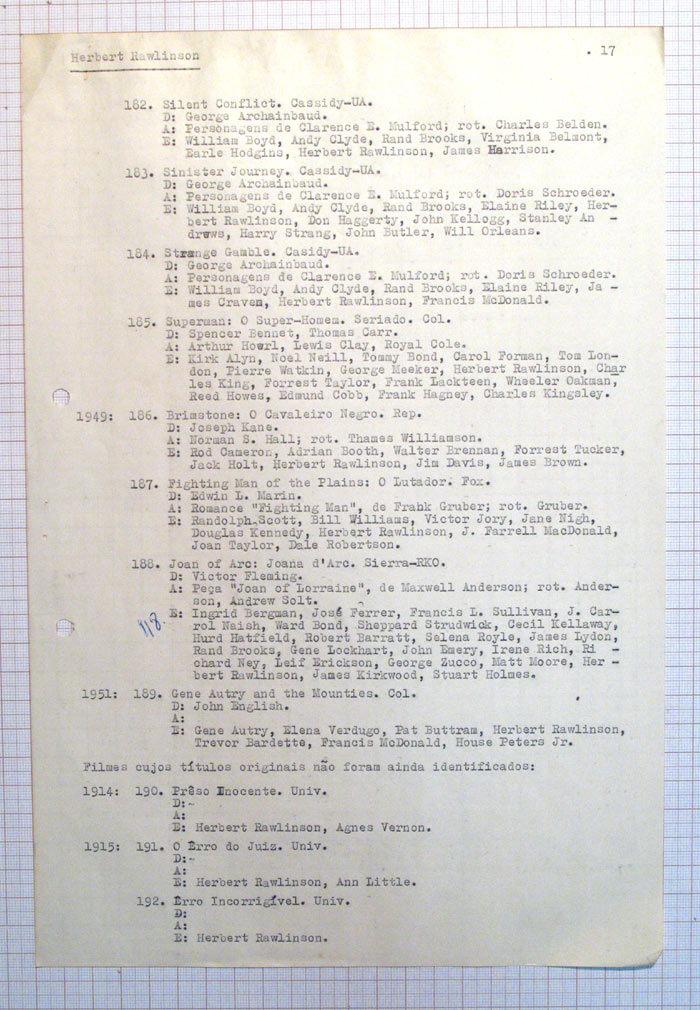 Herbert Rawlinson . 17
182. Silent Conflict. Cassidy-UA.
D: George Archainbaud.
A: Personagens de Clarence E. Mulford; rot. Charles Belden.
E: William Boyd, Andy Clyde, Rand Brooks, Virginia Belmont,
Earle Hodgins, Herbert Rawlinson, James Harrison.
183. Sinister Journey. Cassidy-UA.
D: George Archainbaud.
A: Personagens de Clarence E. Mulford; rot. Doris Schroeder.
E: William Boyd, Andy Clyde, Rand Brooks, Elaine Riley, Her-
bert Rawlinson, Don Haggerty, John Kellogg, Stanley An -
drews, Harry Strang, John Butler, Will Orleans.
184. Strange Gamble. Casidy-UA.
D: George Archainbaud.
A: Personagens de Clarence E. Mulford; rot. Doris Schroeder.
E: William Boyd, Andy Clyde, Rand Brooks, Elaine Riley, Ja -
mes Craven, Herbert Rawlinson, Francis McDonald.
185. Superman: O Super-Homem. Seriado. Col.
D: Spencer Bennet, Thomas Carr.
A: Arthur Howrl, Lewis Clay, Royal Cole.
E: Kirk Alyn, Noel Neill, Tommy Bond, Carol Forman, Tom Lon-
don, Pierre Watkin, George Meeker, Herbert Rawlinson, Char
les King, Forrest Taylor, Frank Lackteen, Wheeler Oakman,
Reed Howes, Edmund Cobb, Frank Hagney, Charles Kingsley.
1949: 186. Brimstone: O Cavaleiro Negro. Rep.
D: Joseph Kane.
A: Norman S. Hall; rot. Thames Williamson.
E: Rod Cameron, Adrian Booth, Walter Brennan, Forrest Tucker,
Jack Holt, Herbert Rawlinson, Jim Davis, James Brown.
187. Fighting Man of the Plains: O Lutador. Fox.
D: Edwin L. Marin.
A: Romance "Fighting Man", de Frank Gruber; rot. Gruber.
E: Randolph Scott, Bill Williams, Victor Jory, Jane Nigh,
Douglas Kennedy, Herbert Rawlinson, J. Farrell MacDonald,
Joan Taylor, Dale Robertson.
188. Joan of Arc: Joana d'Arc. Sierra-RKO.
D: Victor Fleming.
A: Peça "Joan of Lorraine", de Maxwell Anderson; rot. Ander-
son, Andrew Solt.
118. E: Ingrid Bergman, José Ferrer, Francis L. Sullivan, J. Car-
rol Naish, Ward Bond, Sheppard Strudwick, Cecil Kellaway,
Hurd Hatfield, Robert Barratt, Selena Royle, James Lydon,
Rand Brooks, Gene Lockhart, John Emery, Irene Rich, Ri -
chard Ney, Leif Erickson, George Zucco, Matt Moore, Her -
bert Rawlinson, James Kirkwood, Stuart Holmes.
1951: 189. Gene Autry and the Mounties. Col.
D: John English.
A:
E: Gene Autry, Elena Verdugo, Pat Buttram, Herbert Rawlinson,
Trevor Bardette, Francis McDonald, House Peters Jr.
Filmes cujos títulos originais não foram ainda identificados:
1914: 190. Prêso Inocente. Univ.
D:-
A:
E: Herbert Rawlinson, Agnes Vernon.
1915: 191. O Êrro do Juiz. Univ.
D:-
A:
E: Herbert Rawlinson, Ann Little.
192. Êrro Incorrigível. Univ.
D:
A:
E: Herbert Rawlinson.